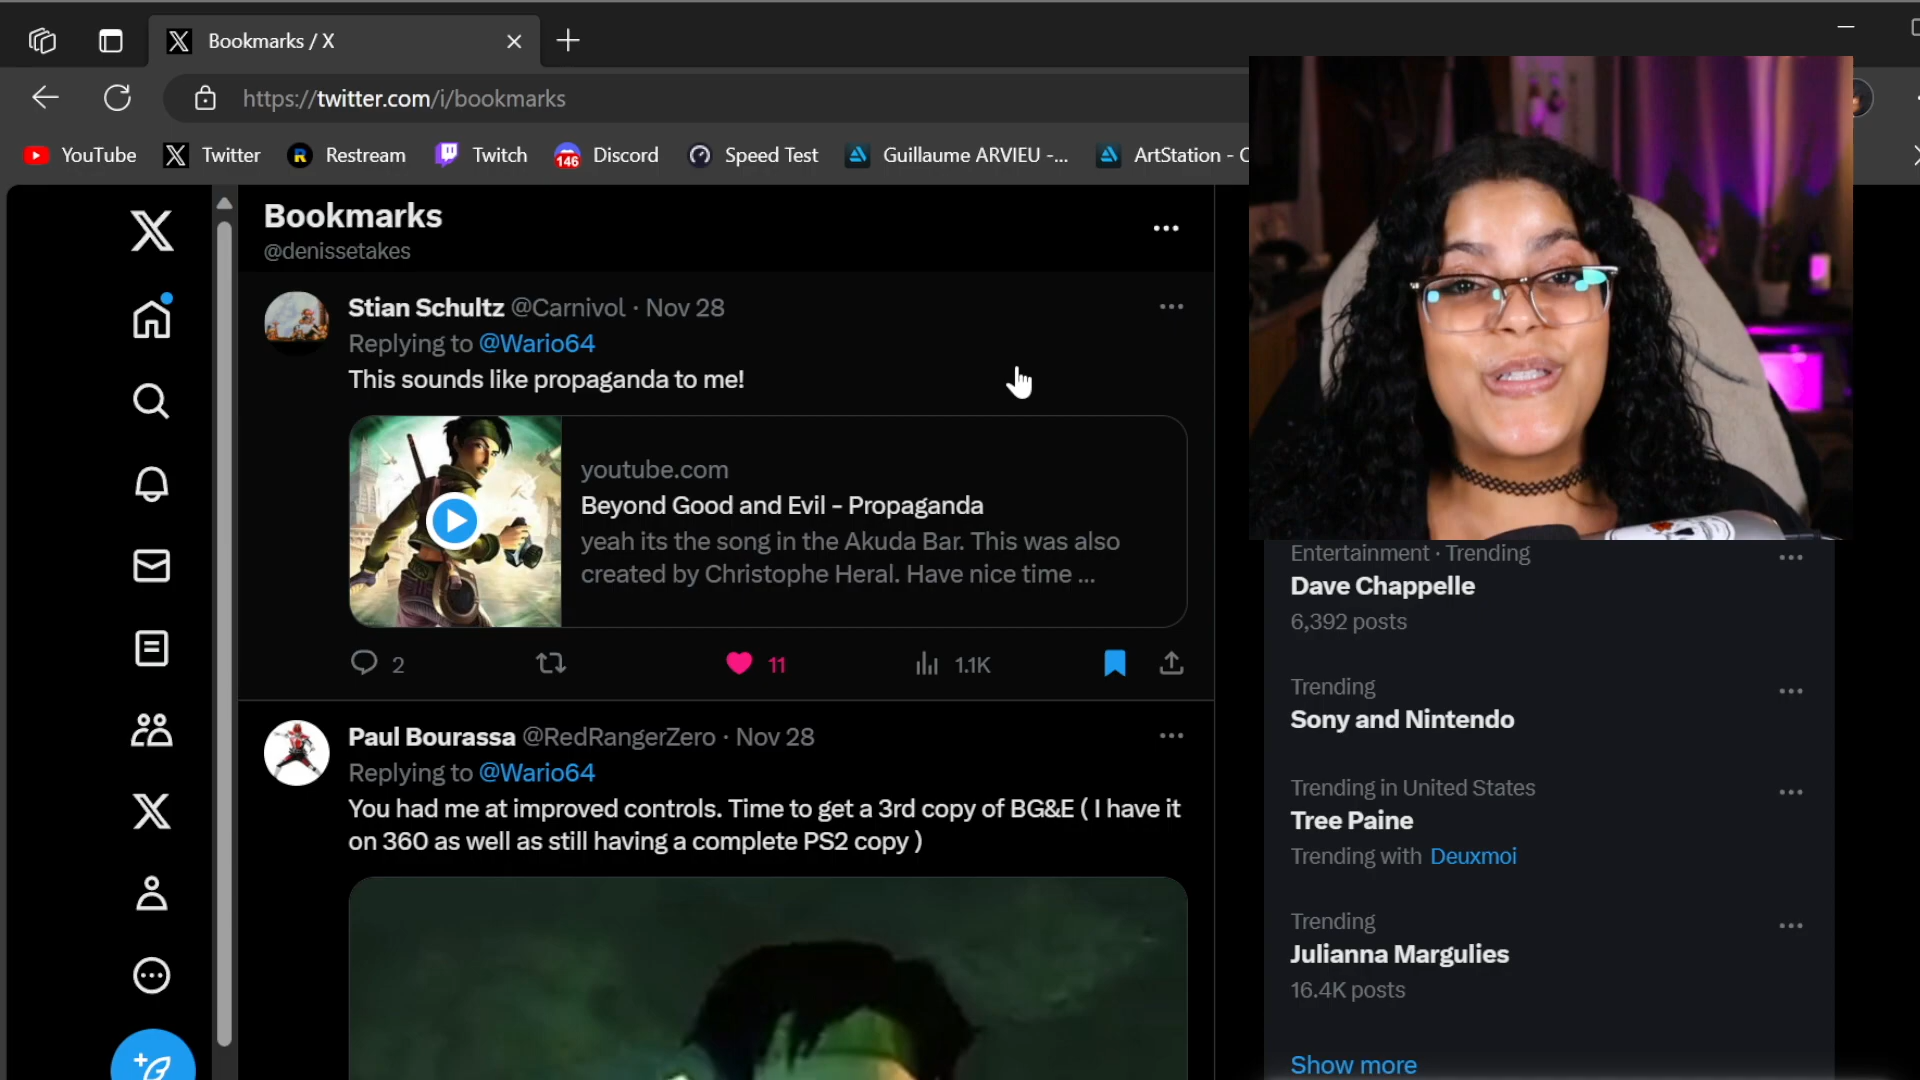 Bookmarks / X
https://twitter.com/i/bookmarks
YouTube
Twitter
R
Restream
Twitch
146
Discord
Speed Test
Guillaume ARVIEU -...
ArtStation - C
Bookmarks
@denissetakes
Stian Schultz @Carnivol · Nov 28
Replying to @Wario64
This sounds like propaganda to me!
youtube.com
Beyond Good and Evil - Propaganda
yeah its the song in the Akuda Bar. This was also
created by Christophe Heral. Have nice time ...
2
11
1.1K
Paul Bourassa @RedRangerZero · Nov 28
Replying to @Wario64
You had me at improved controls. Time to get a 3rd copy of BG&E ( I have it
on 360 as well as still having a complete PS2 copy )
Entertainment · Trending
Dave Chappelle
6,392 posts
Trending
Sony and Nintendo
Trending in United States
Tree Paine
Trending with Deuxmoi
Trending
Julianna Margulies
16.4K posts
Show more